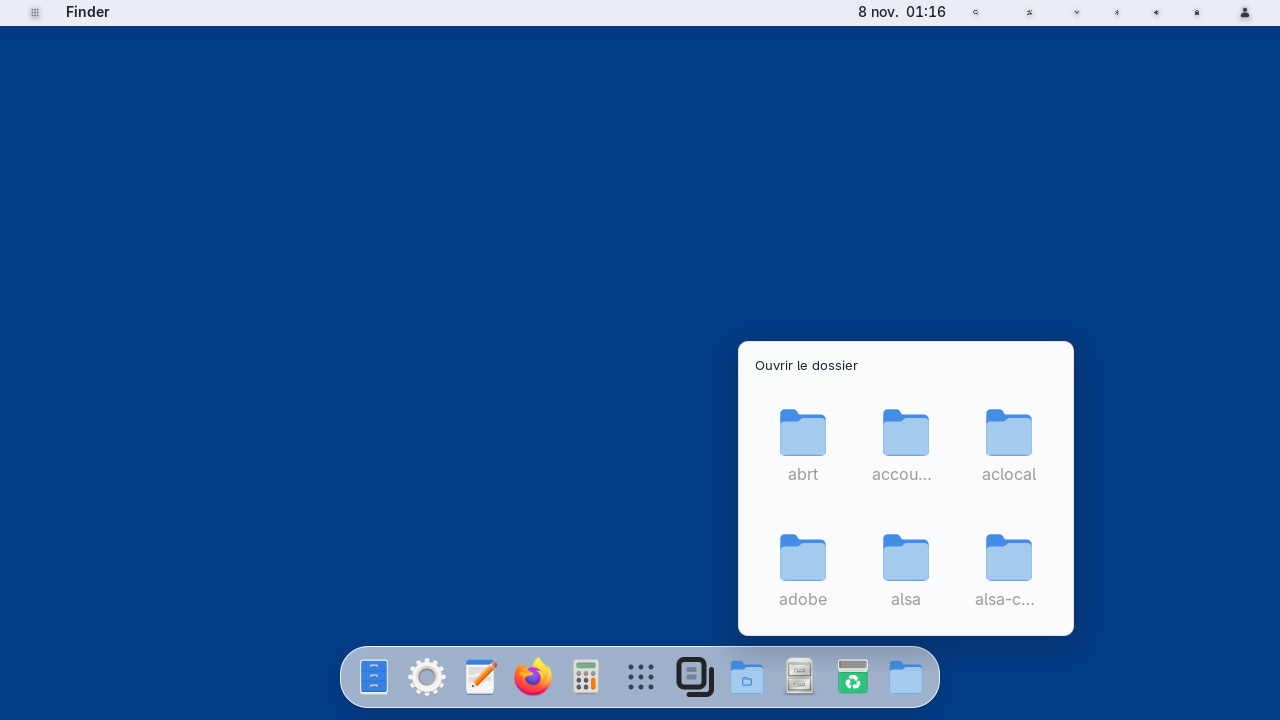 Finder
8 nov. 01:16
Ouvrir le dossier
abrt
accou...
aclocal
adobe
alsa
alsa-c...